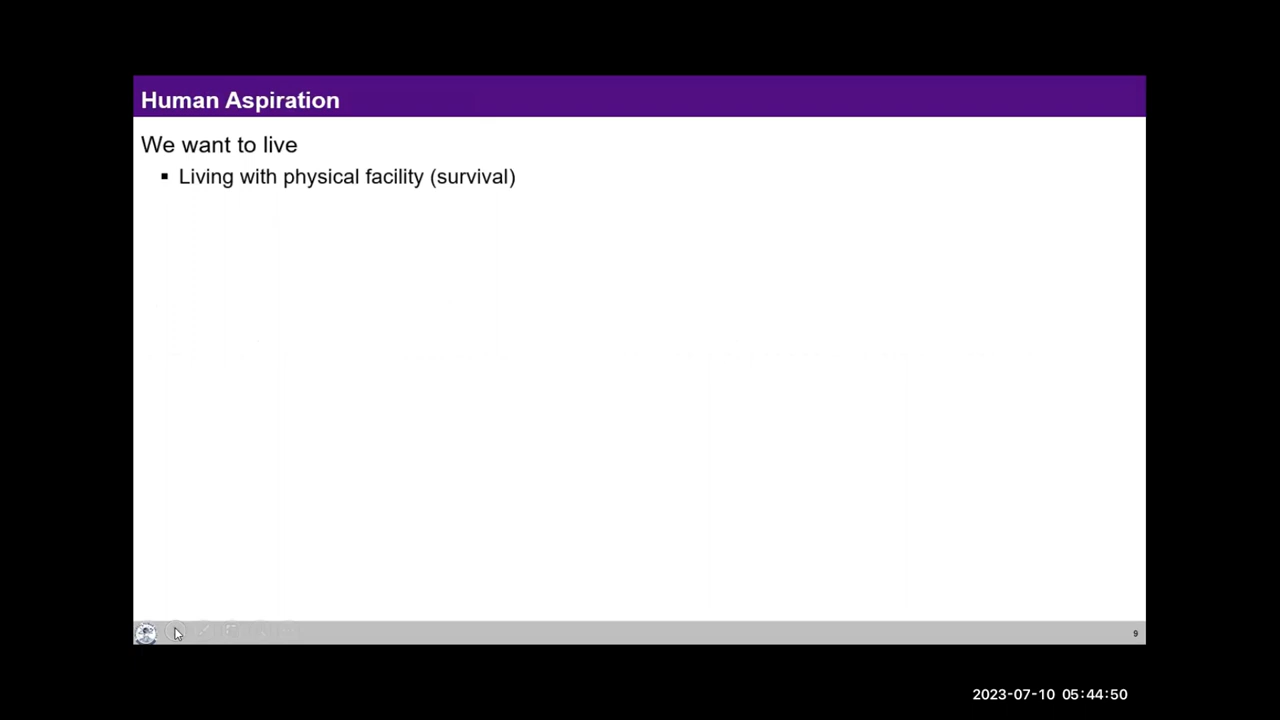 Human Aspiration
We want to live
▪ Living with physical facility (survival)
9
2023-07-10 05:44:50